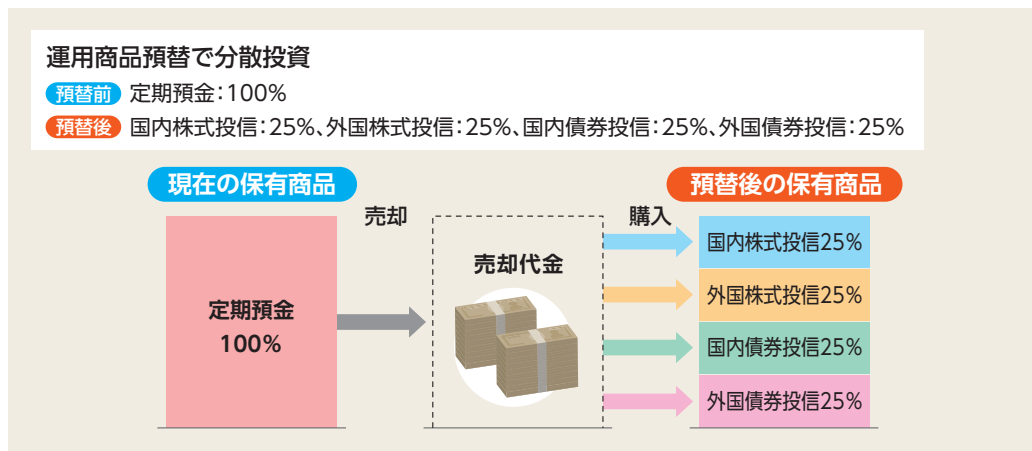 運用商品預替で分散投資
預替前 定期預金:100%
預替後 国内株式投信:25%、外国株式投信:25%、国内債券投信:25%、外国債券投信:25%
現在の保有商品
預替後の保有商品
売却
購入
売却代金
定期預金
100%
国内株式投信25%
外国株式投信25%
国内債券投信25%
外国債券投信25%